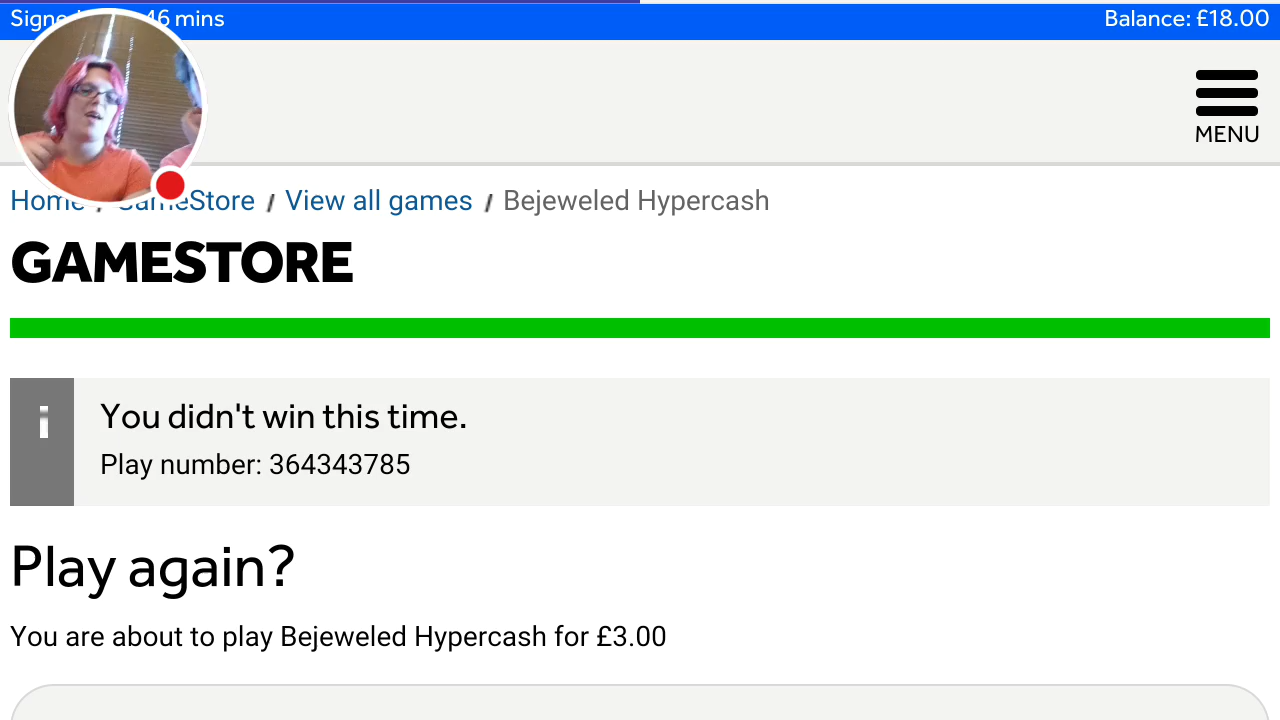 Signe 46 mins
Balance: £18.00
MENU
Home / GameStore / View all games / Bejeweled Hypercash
GAMESTORE
i
You didn't win this time.
Play number: 364343785
Play again?
You are about to play Bejeweled Hypercash for £3.00